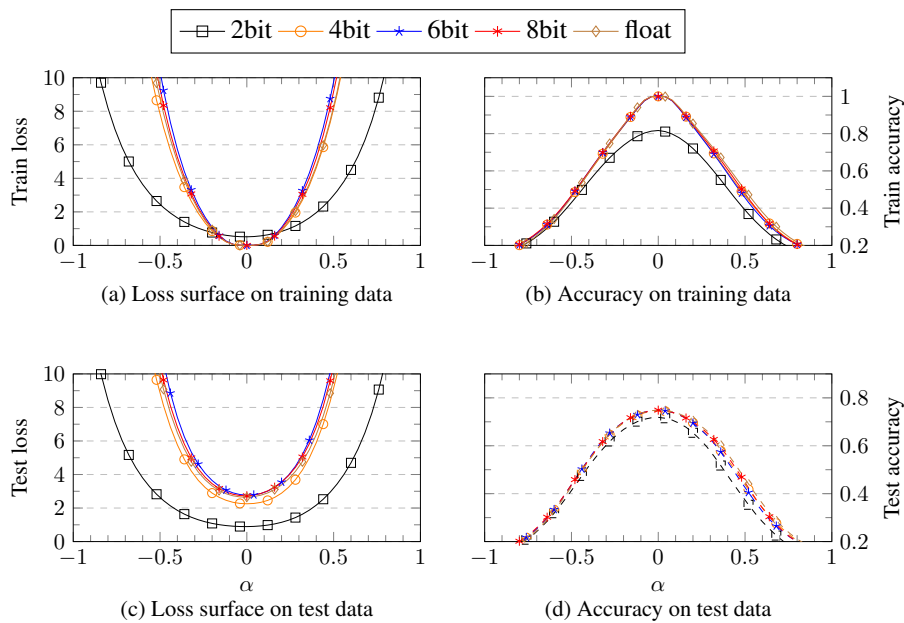 2bit 4bit 6bit 8bit float
10
8
6
4
2
0
Train loss
−1 −0.5 0 0.5 1
(a) Loss surface on training data
1
0.8
0.6
0.4
0.2
Train accuracy
−1 −0.5 0 0.5 1
(b) Accuracy on training data
10
8
6
4
2
0
Test loss
−1 −0.5 0 0.5 1
α
(c) Loss surface on test data
0.8
0.6
0.4
0.2
Test accuracy
−1 −0.5 0 0.5 1
α
(d) Accuracy on test data